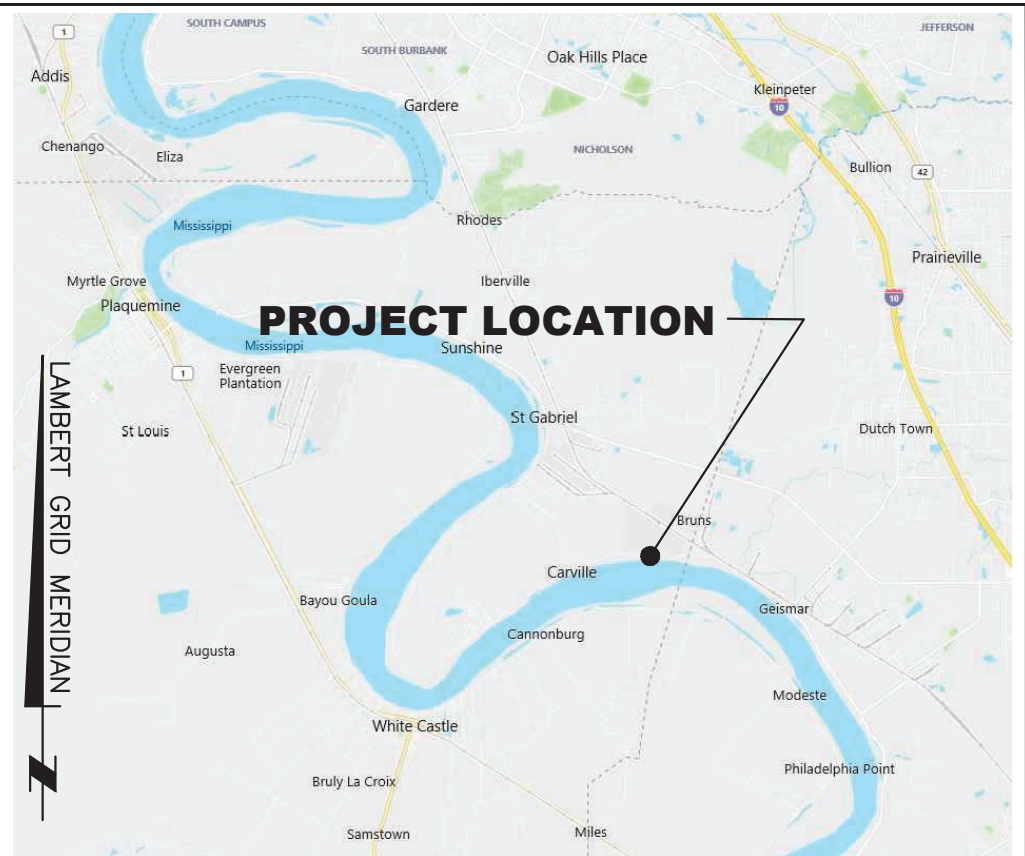 SOUTH CAMPUS
JEFFERSON
1
SOUTH BURBANK
Oak Hills Place
Addis
Kleinpeter
Gardere
10
Chenango
Eliza
NICHOLSON
Bullion
42
Rhodes
Mississippi
Prairieville
Myrtle Grove
Iberville
Plaquemine
10
PROJECT LOCATION
Mississippi
Sunshine
1
Evergreen
Plantation
St Gabriel
St Louis
Dutch Town
LAMBERT GRID MERIDIAN
Bruns
Carville
Bayou Goula
Geismar
Cannonburg
Augusta
Modeste
White Castle
Philadelphia Point
Bruly La Croix
Samstown
Miles
N